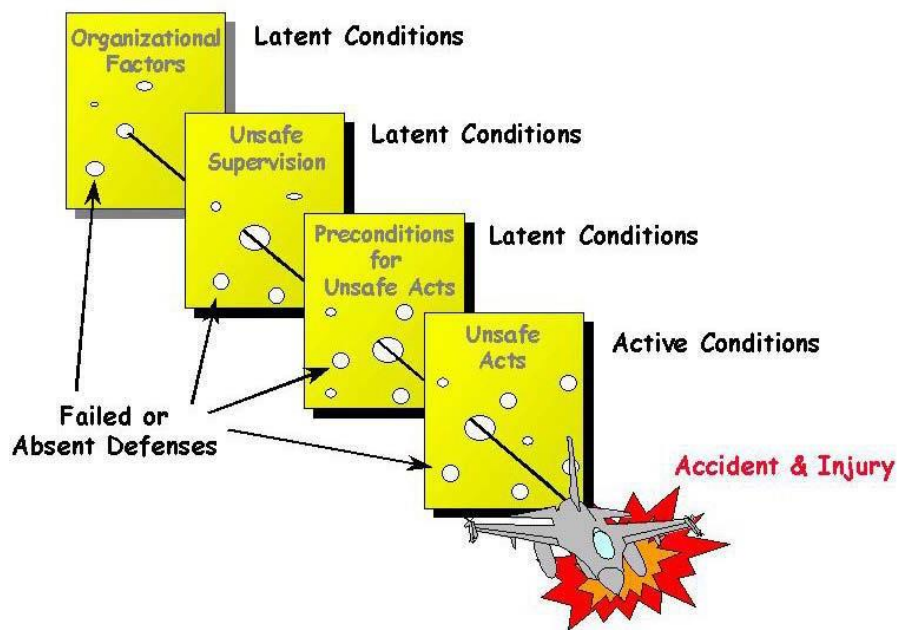 Organizational
Factors
Latent Conditions
Unsafe
Supervision
Latent Conditions
Preconditions
for
Unsafe Acts
Latent Conditions
Unsafe
Acts
Active Conditions
Failed or
Absent Defenses
Accident & Injury